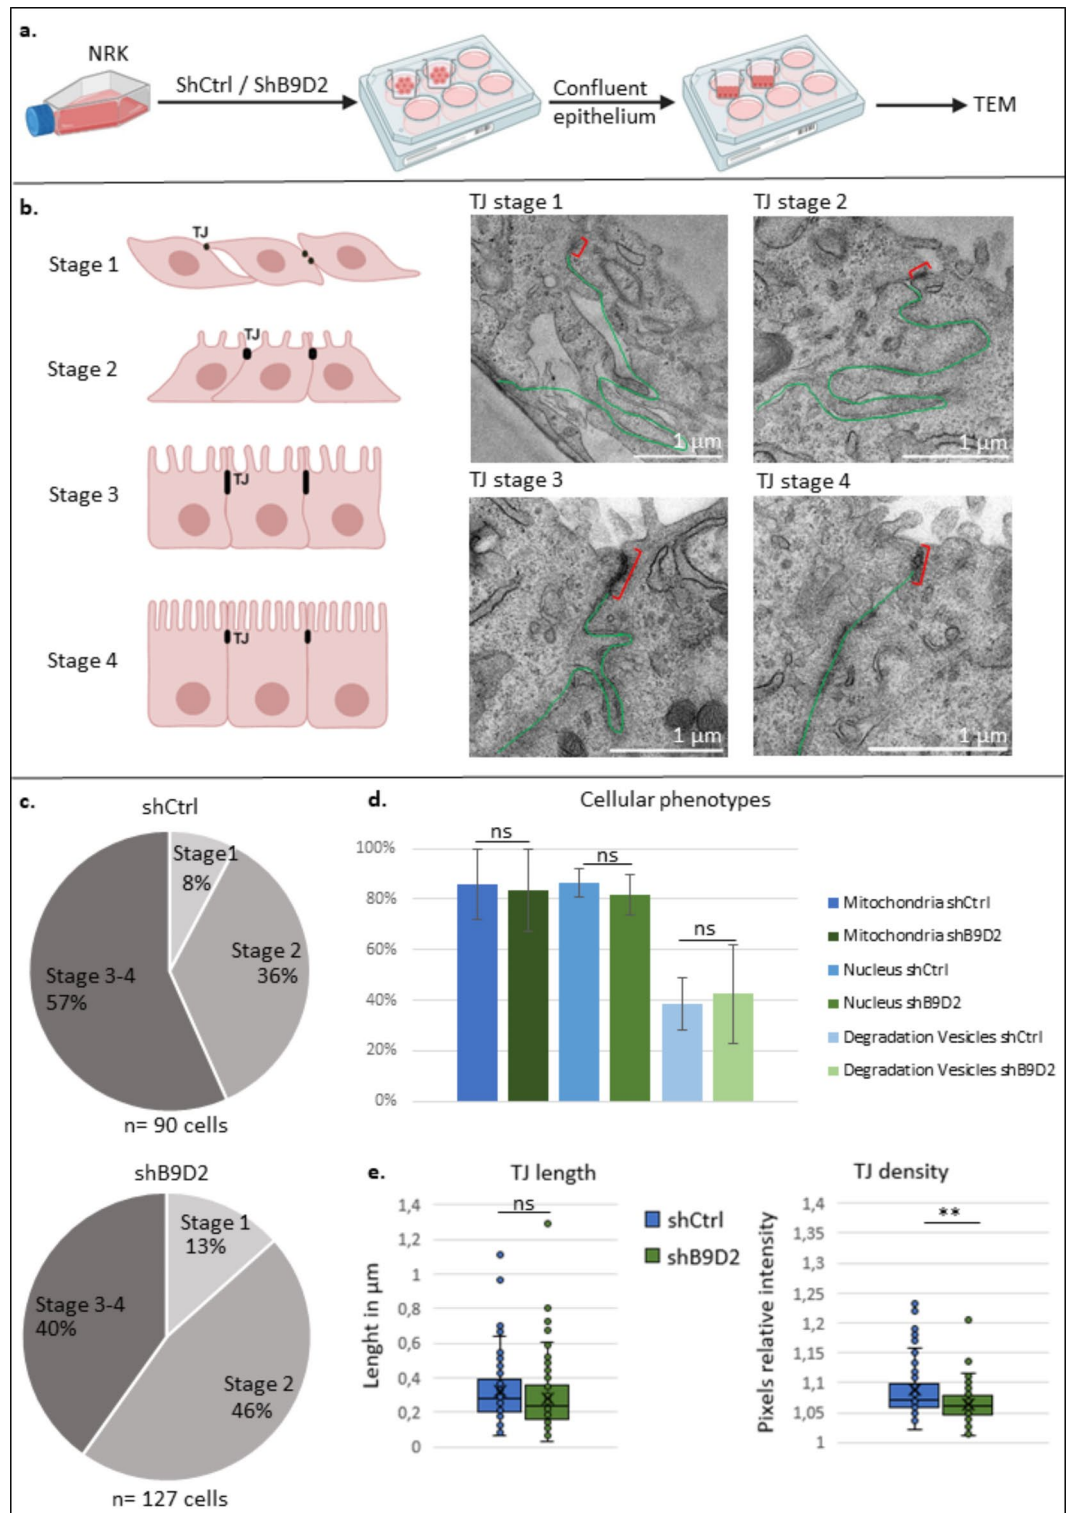 a.
NRK
ShCtrl / ShB9D2
Confluent
epithelium
TEM
b.
Stage 1
TJ
Stage 2
TJ
Stage 3
TJ
Stage 4
TJ
TJ stage 1
1 µm
TJ stage 2
1 µm
TJ stage 3
1 µm
TJ stage 4
1 µm
c.
shCtrl
Stage1
8%
Stage 2
36%
Stage 3-4
57%
n= 90 cells
shB9D2
Stage 1
13%
Stage 3-4
40%
Stage 2
46%
n= 127 cells
d.
Cellular phenotypes
100%
80%
60%
40%
20%
0%
ns
ns
ns
Mitochondria shCtrl
Mitochondria shB9D2
Nucleus shCtrl
Nucleus shB9D2
Degradation Vesicles shCtrl
Degradation Vesicles shB9D2
e.
TJ length
ns
Lenght in µm
1,4
1,2
1
0,8
0,6
0,4
0,2
0
shCtrl
shB9D2
TJ density
**
Pixels relative intensity
1,4
1,35
1,3
1,25
1,2
1,15
1,1
1,05
1